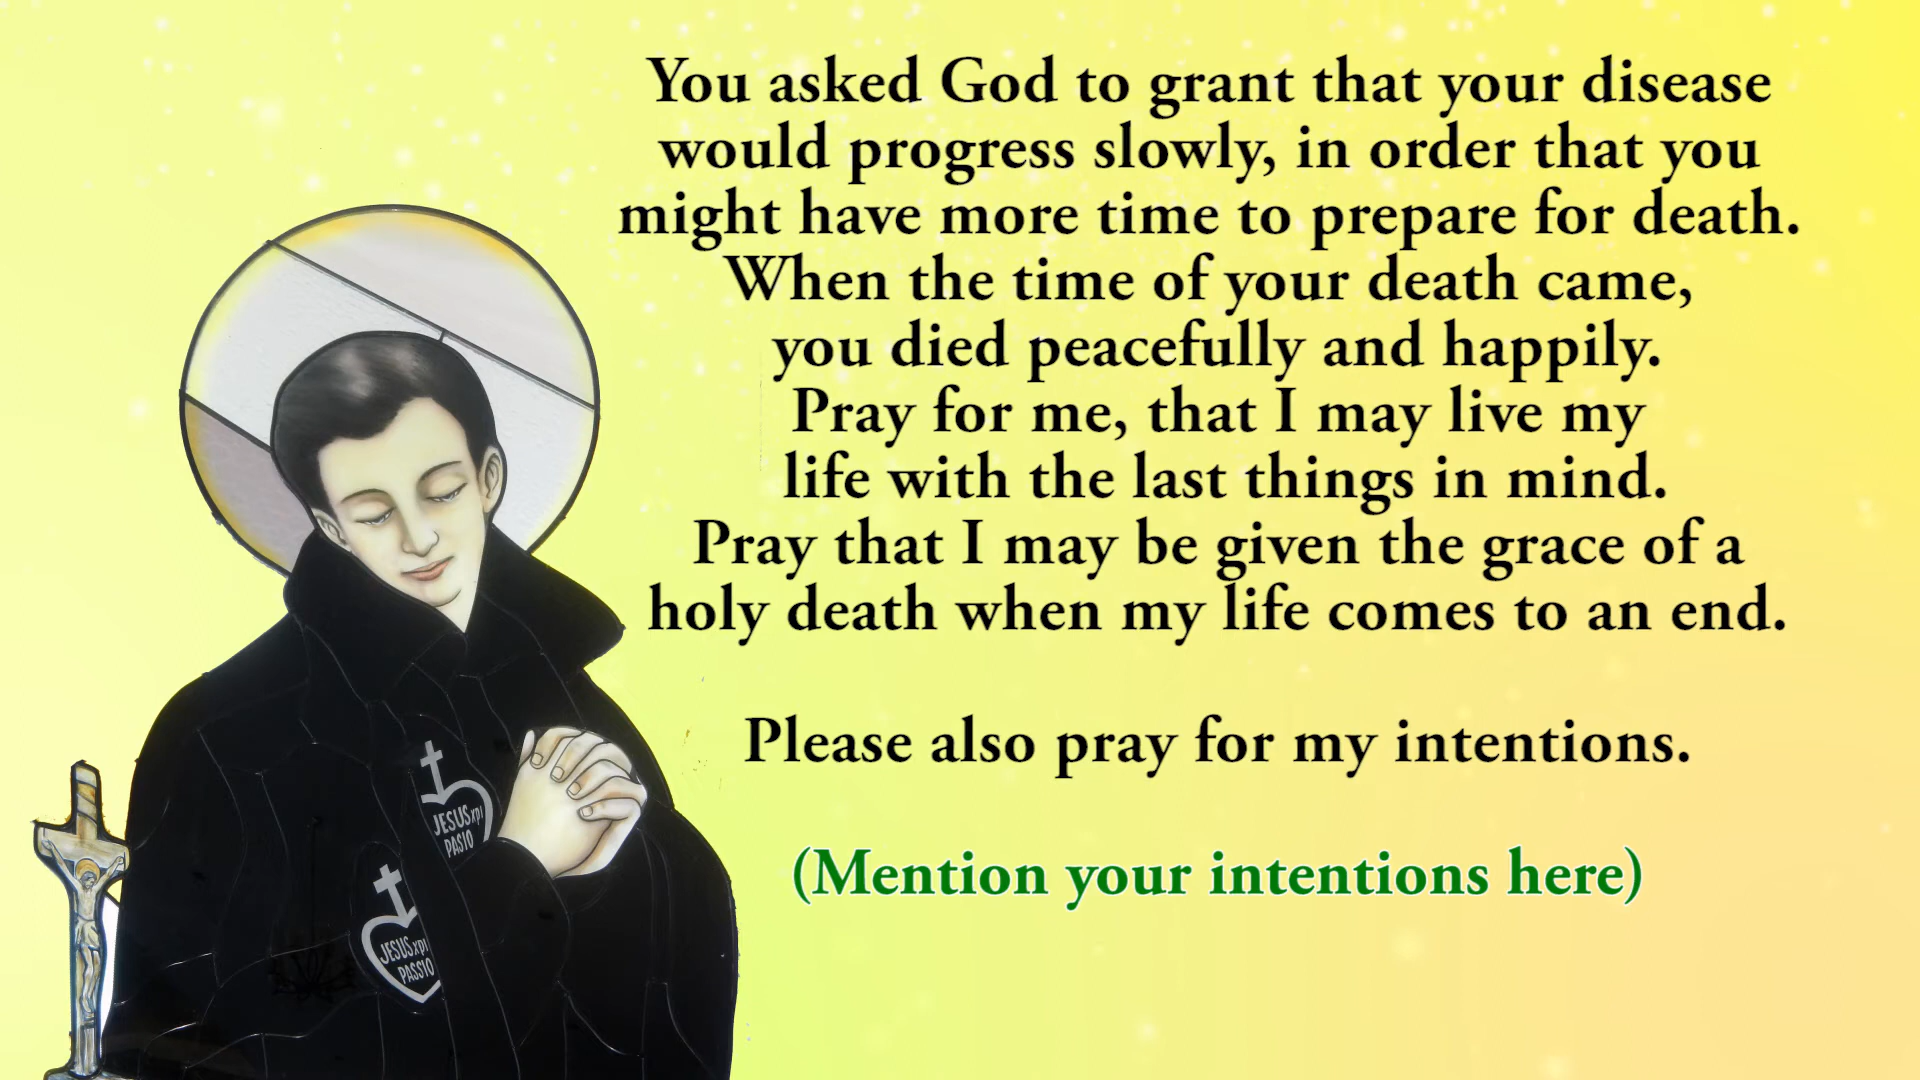 You asked God to grant that your disease
would progress slowly, in order that you
might have more time to prepare for death.
When the time of your death came,
you died peacefully and happily.
Pray for me, that I may live my
life with the last things in mind.
Pray that I may be given the grace of a
holy death when my life comes to an end.
Please also pray for my intentions.
(Mention your intentions here)
JESUS xpi
PASIO
JESUS xpi
PASSIO